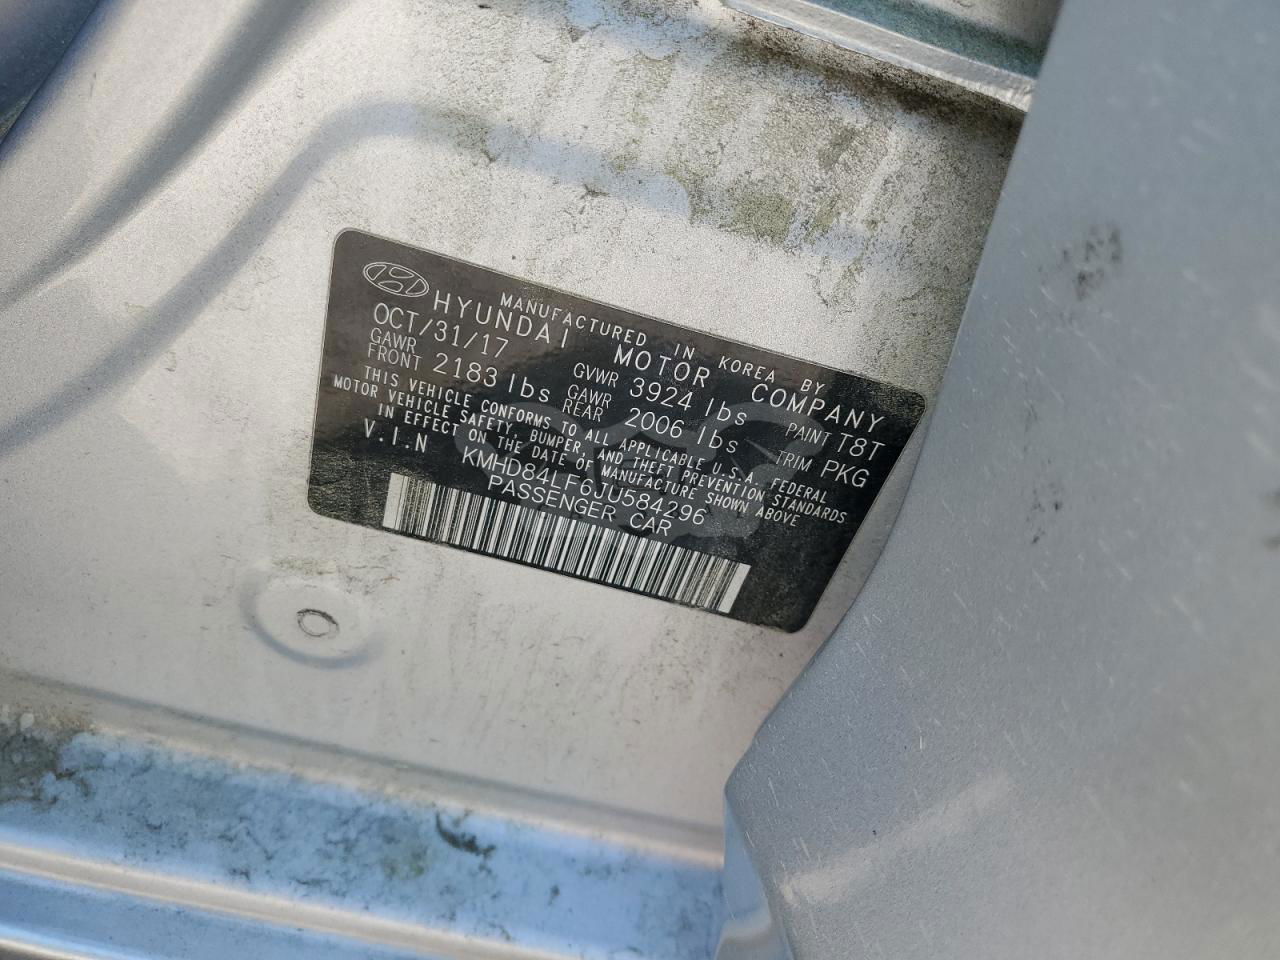 MANUFACTURED IN KOREA BY
HYUNDAI MOTOR COMPANY
OCT/31/17 GVWR 3924 lbs PAINT T8T
GAWR FRONT 2183 lbs GAWR REAR 2006 lbs TRIM PKG
THIS VEHICLE CONFORMS TO ALL APPLICABLE U.S.A. FEDERAL
MOTOR VEHICLE SAFETY, BUMPER, AND THEFT PREVENTION STANDARDS
IN EFFECT ON THE DATE OF MANUFACTURE SHOWN ABOVE
V.I.N KMHD84LF6JU584296
PASSENGER CAR